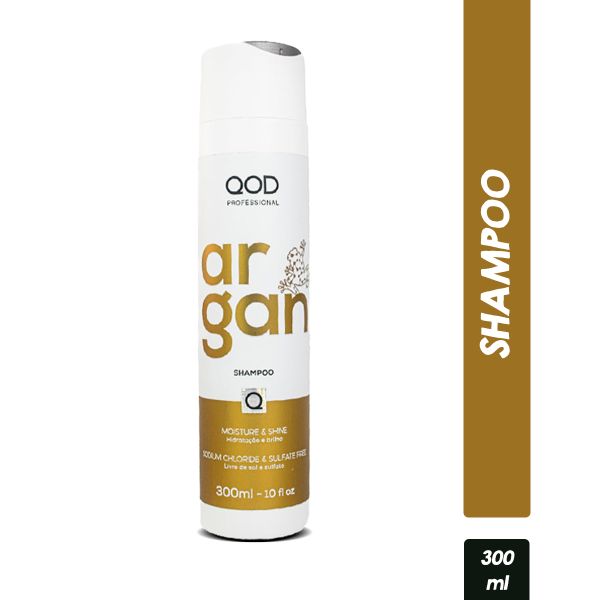 QOD
PROFESSIONAL
ar
gan
SHAMPOO
Q
MOISTURE & SHINE
Hidratação e brilho
SODIUM CHLORIDE & SULFATE FREE
Livre de sal e sulfato
300ml - 10 fl oz
SHAMPOO
300
ml